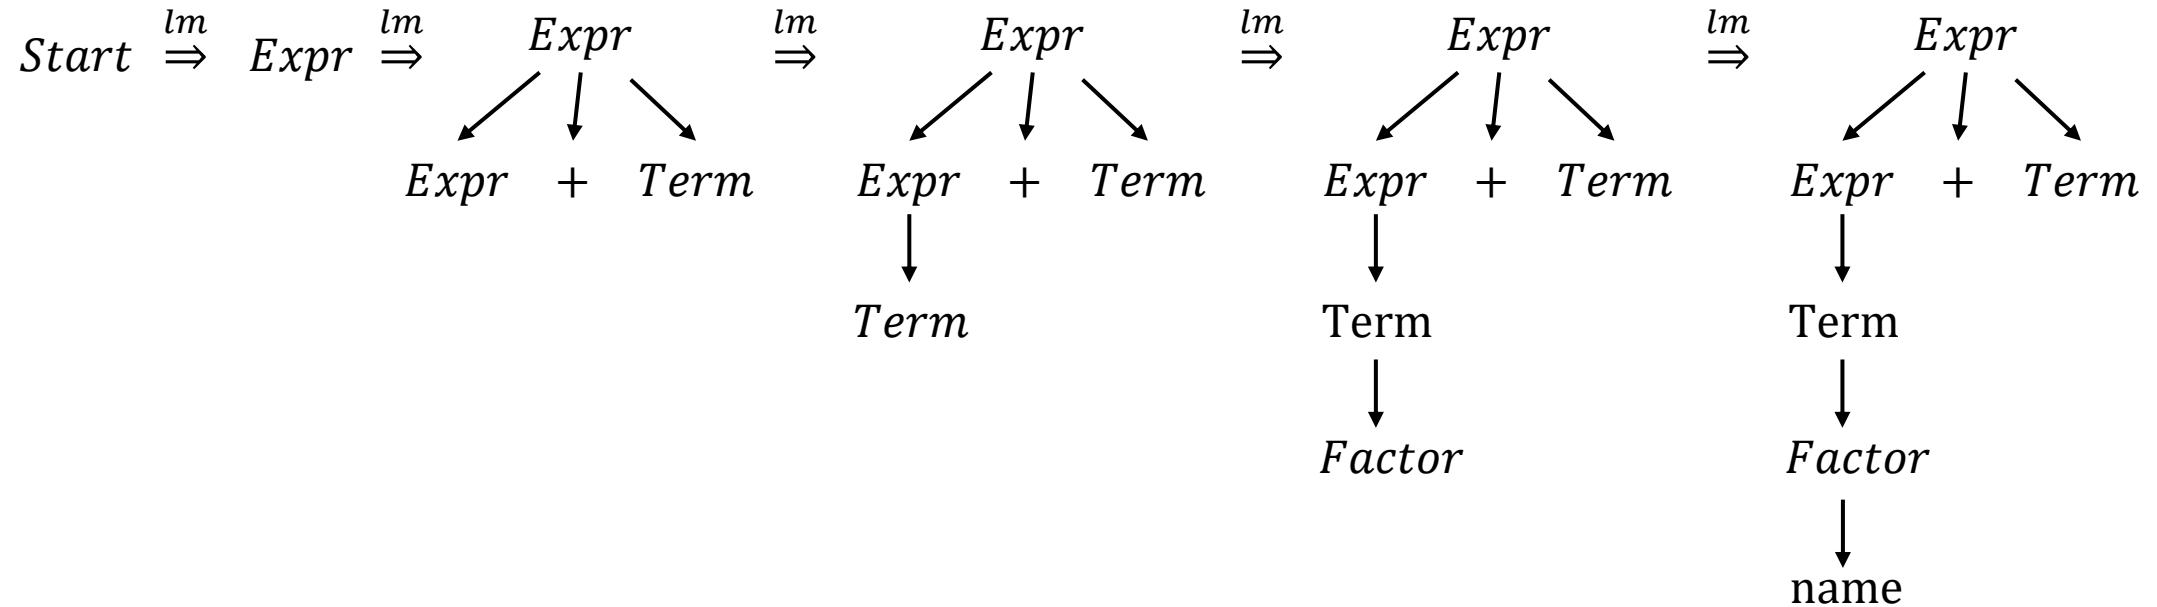 Start lm⇒ Expr lm⇒ Expr lm⇒ Expr lm⇒ Expr lm⇒ Expr
Expr + Term Expr + Term Expr + Term Expr + Term
Term Term Term
Factor Factor
name